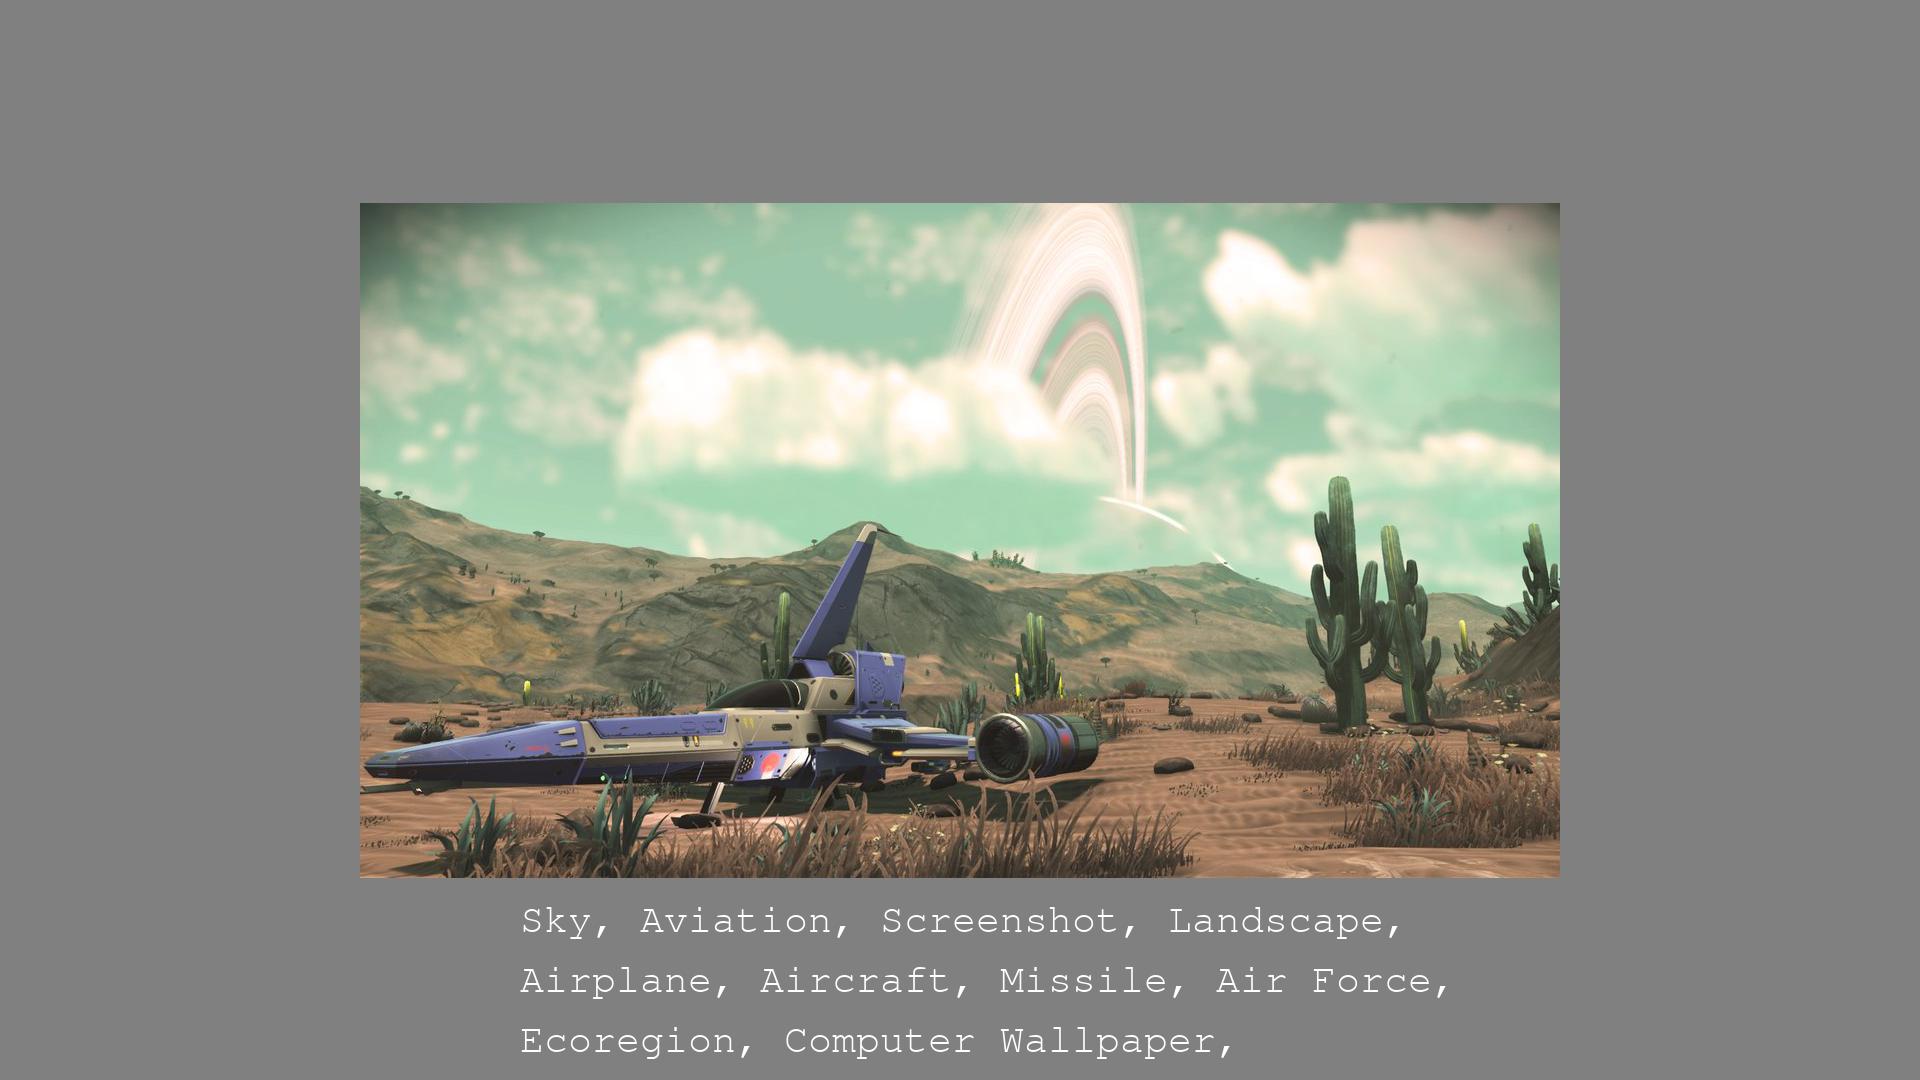 Sky, Aviation, Screenshot, Landscape,
Airplane, Aircraft, Missile, Air Force,
Ecoregion, Computer Wallpaper,